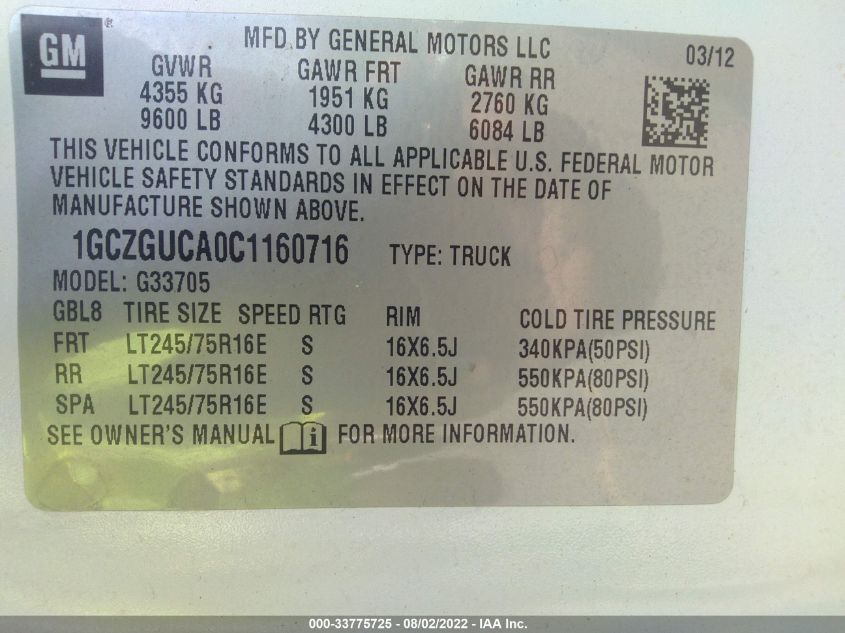 GM ®
MFD.BY GENERAL MOTORS LLC
03/12
GVWR GAWR FRT GAWR RR
4355 KG 1951 KG 2760 KG
9600 LB 4300 LB 6084 LB
THIS VEHICLE CONFORMS TO ALL APPLICABLE U.S. FEDERAL MOTOR
VEHICLE SAFETY STANDARDS IN EFFECT ON THE DATE OF
MANUFACTURE SHOWN ABOVE.
1GCZGUCA0C1160716 TYPE: TRUCK
MODEL: G33705
GBL8 TIRE SIZE SPEED RTG RIM COLD TIRE PRESSURE
FRT LT245/75R16E S 16X6.5J 340KPA(50PSI)
RR LT245/75R16E S 16X6.5J 550KPA(80PSI)
SPA LT245/75R16E S 16X6.5J 550KPA(80PSI)
SEE OWNER'S MANUAL i FOR MORE INFORMATION.
000-33775725 - 08/02/2022 - IAA Inc.